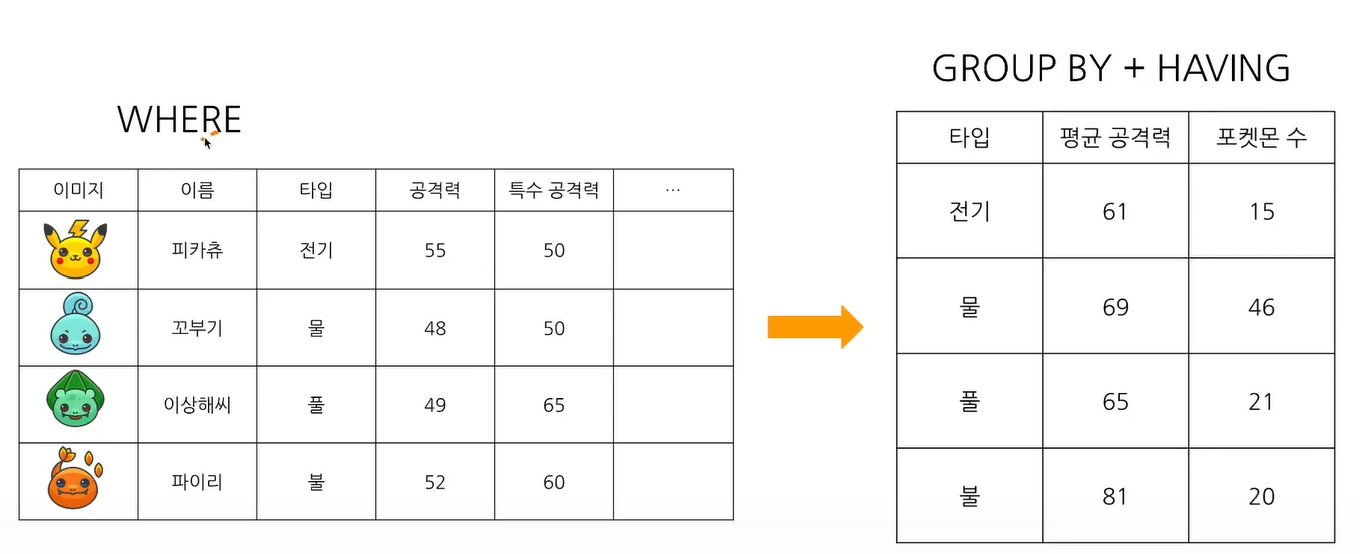 GROUP BY + HAVING
WHERE
이미지 이름 타입 공격력 특수 공격력 ...
피카츄 전기 55 50
꼬부기 물 48 50
이상해씨 풀 49 65
파이리 불 52 60
타입 평균 공격력 포켓몬 수
전기 61 15
물 69 46
풀 65 21
불 81 20